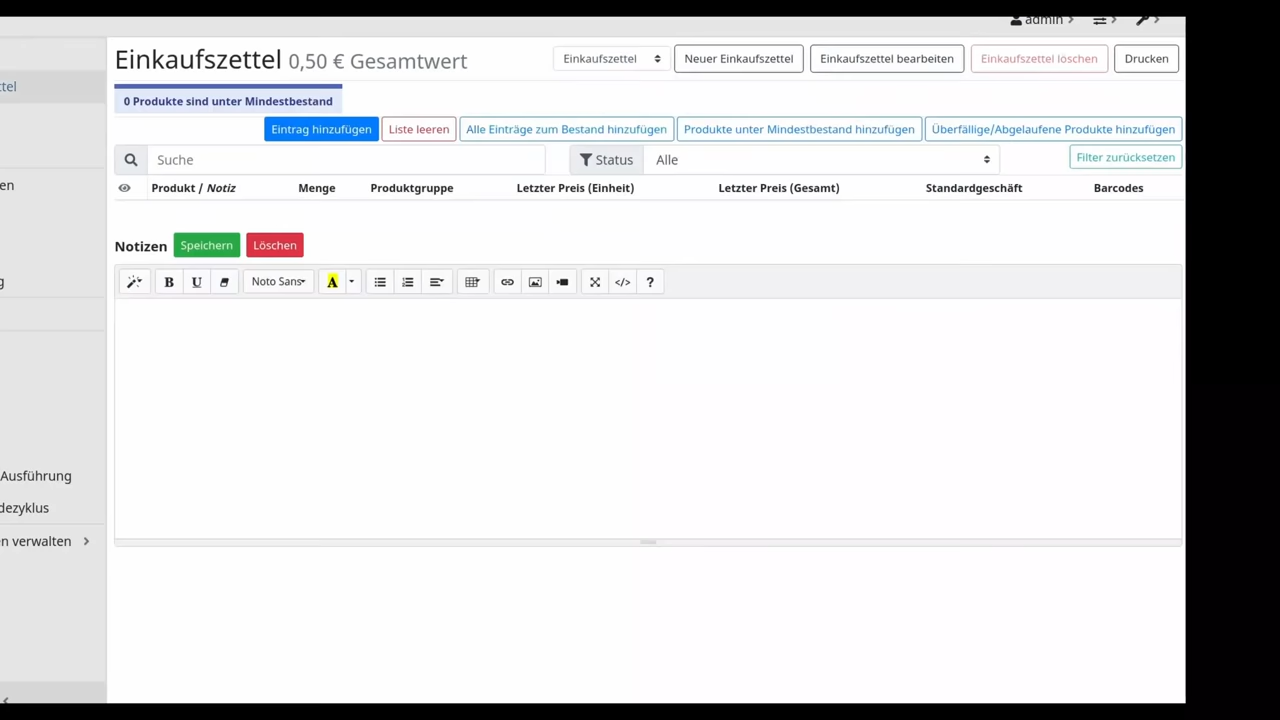 admin
Einkaufszettel 0,50 € Gesamtwert
Einkaufszettel
Neuer Einkaufszettel
Einkaufszettel bearbeiten
Einkaufszettel löschen
Drucken
ttel
0 Produkte sind unter Mindestbestand
Eintrag hinzufügen
Liste leeren
Alle Einträge zum Bestand hinzufügen
Produkte unter Mindestbestand hinzufügen
Überfällige/Abgelaufene Produkte hinzufügen
Suche
Status
Alle
Filter zurücksetzen
en
Produkt / Notiz
Menge
Produktgruppe
Letzter Preis (Einheit)
Letzter Preis (Gesamt)
Standardgeschäft
Barcodes
Notizen
Speichern
Löschen
g
B
U
Noto Sans
A
</>
?
Ausführung
dezyklus
n verwalten